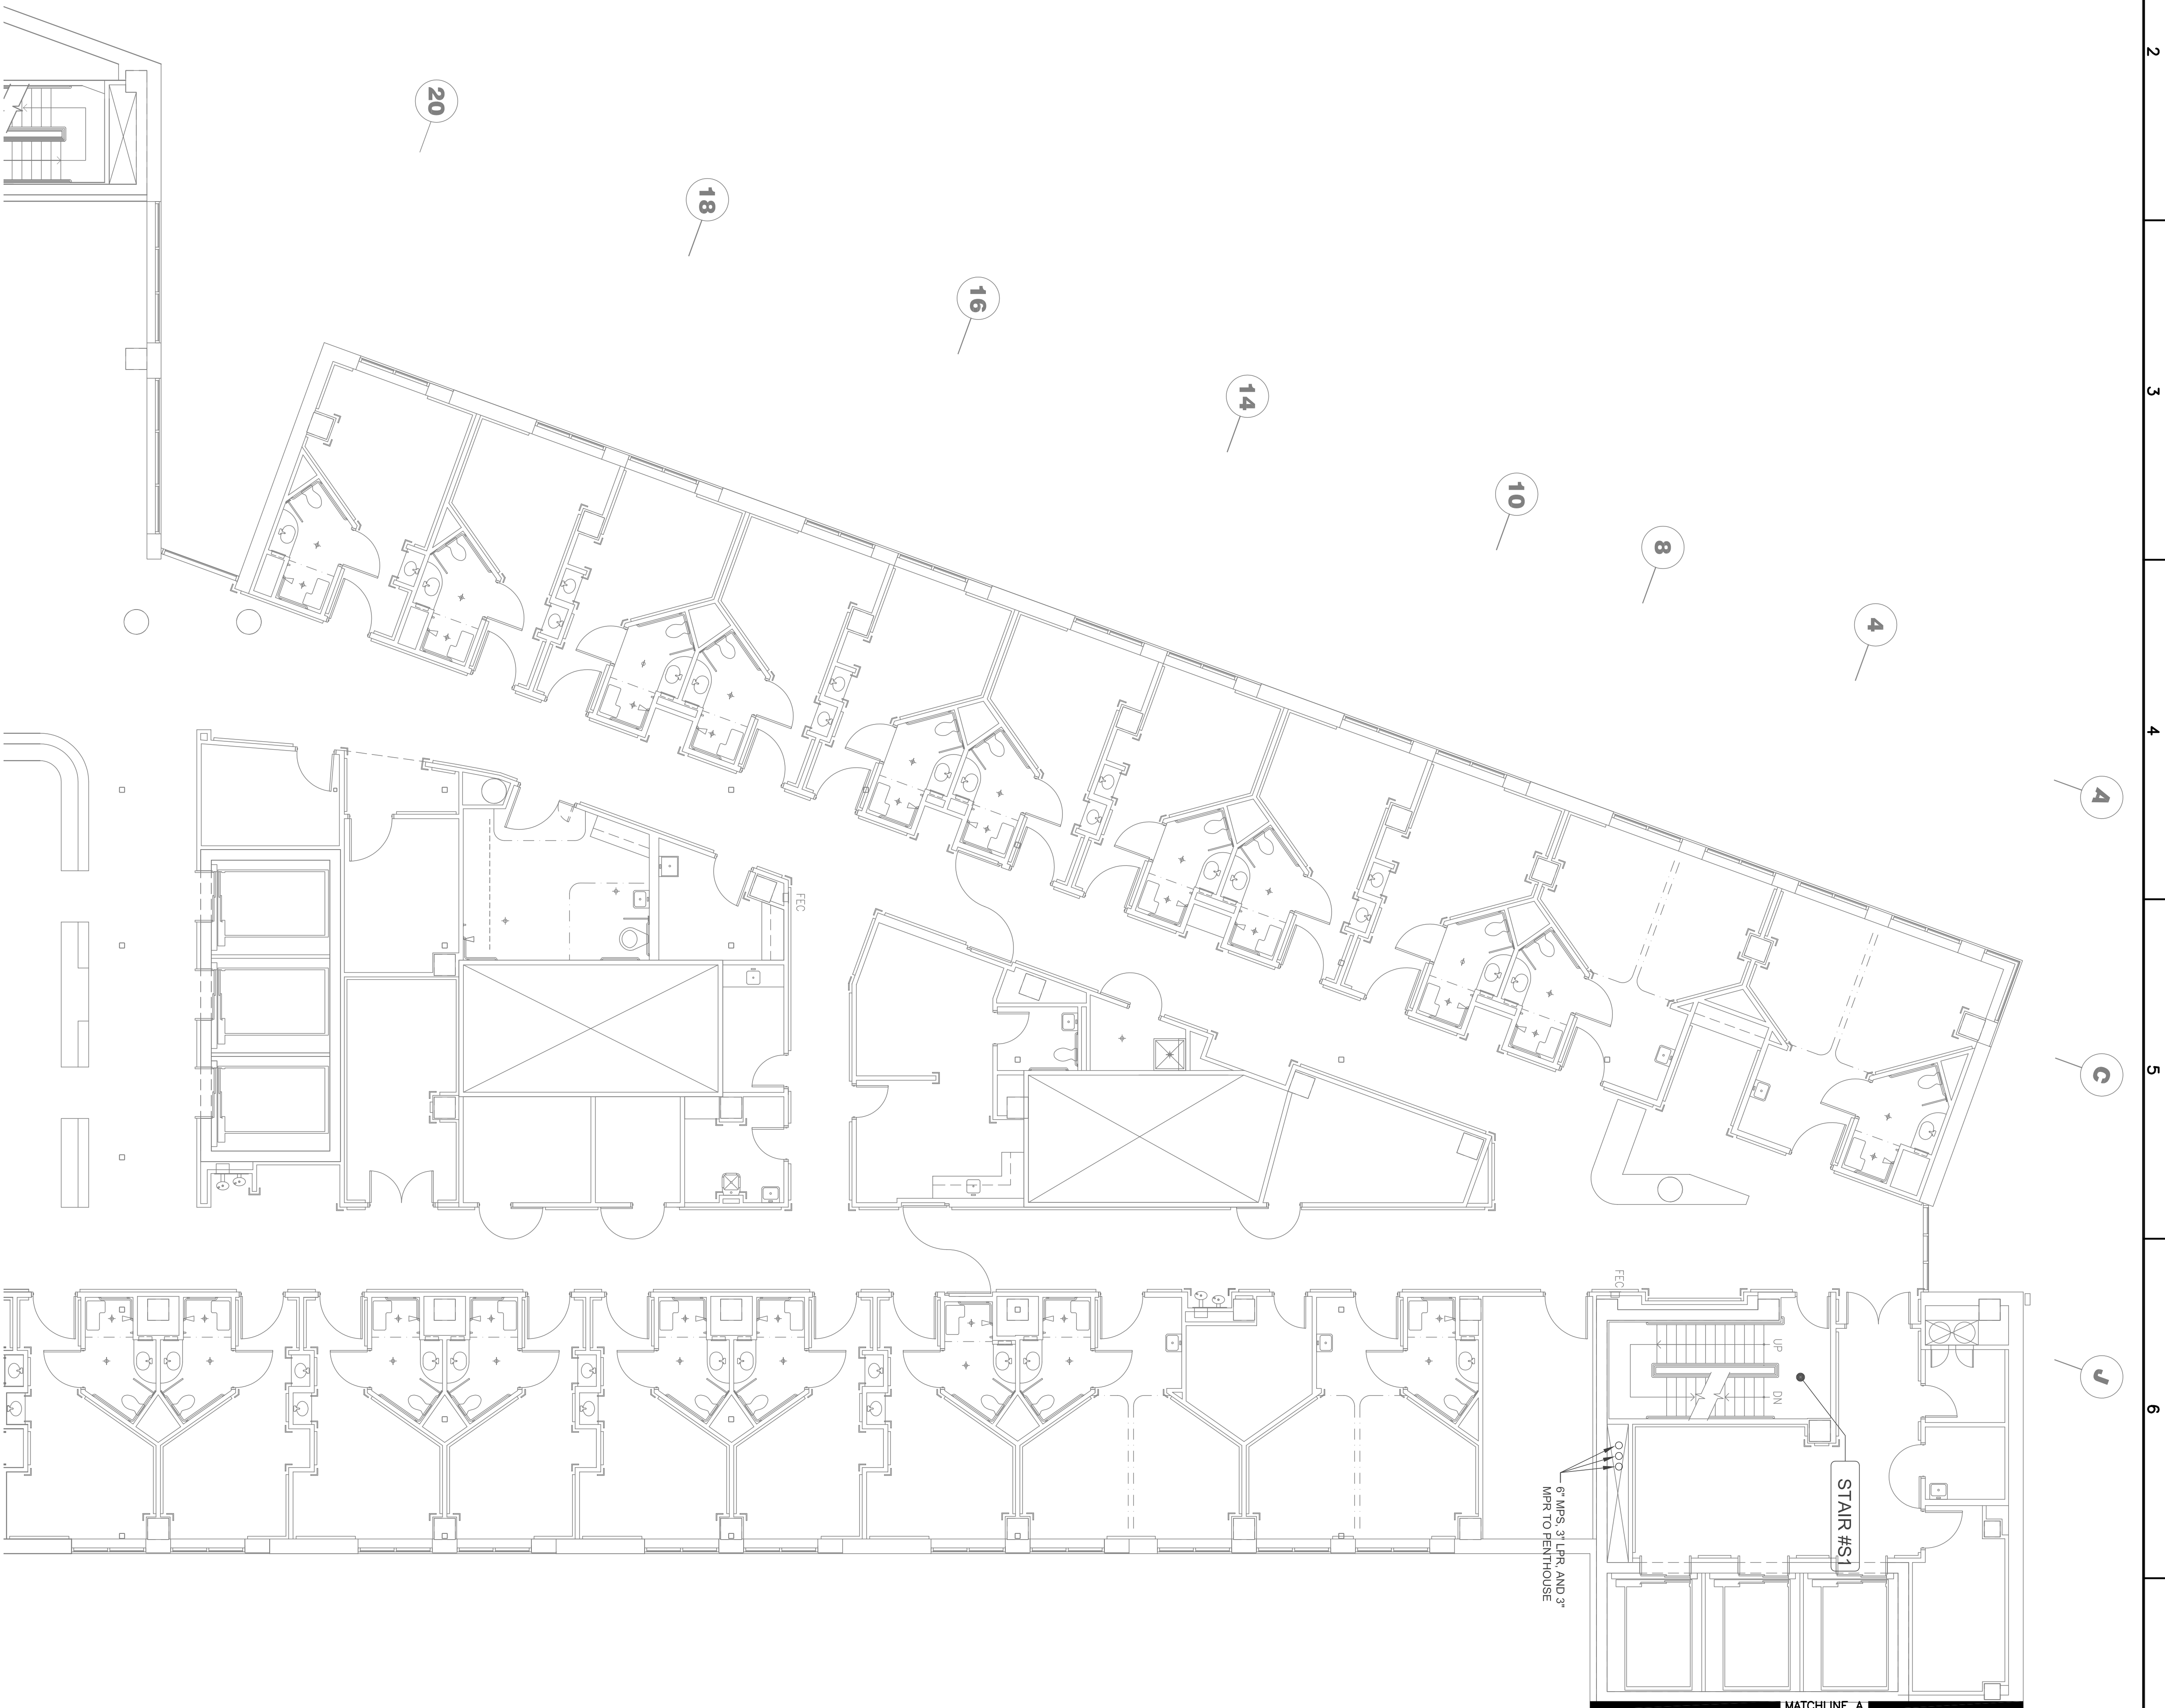 2
3
4
5
6
20
18
16
14
10
8
4
A
C
J
FEC
FEC
UP
DN
STAIR #S1
6" MPS, 3" LPR, AND 3"
MPR TO PENTHOUSE
MATCHLINE A